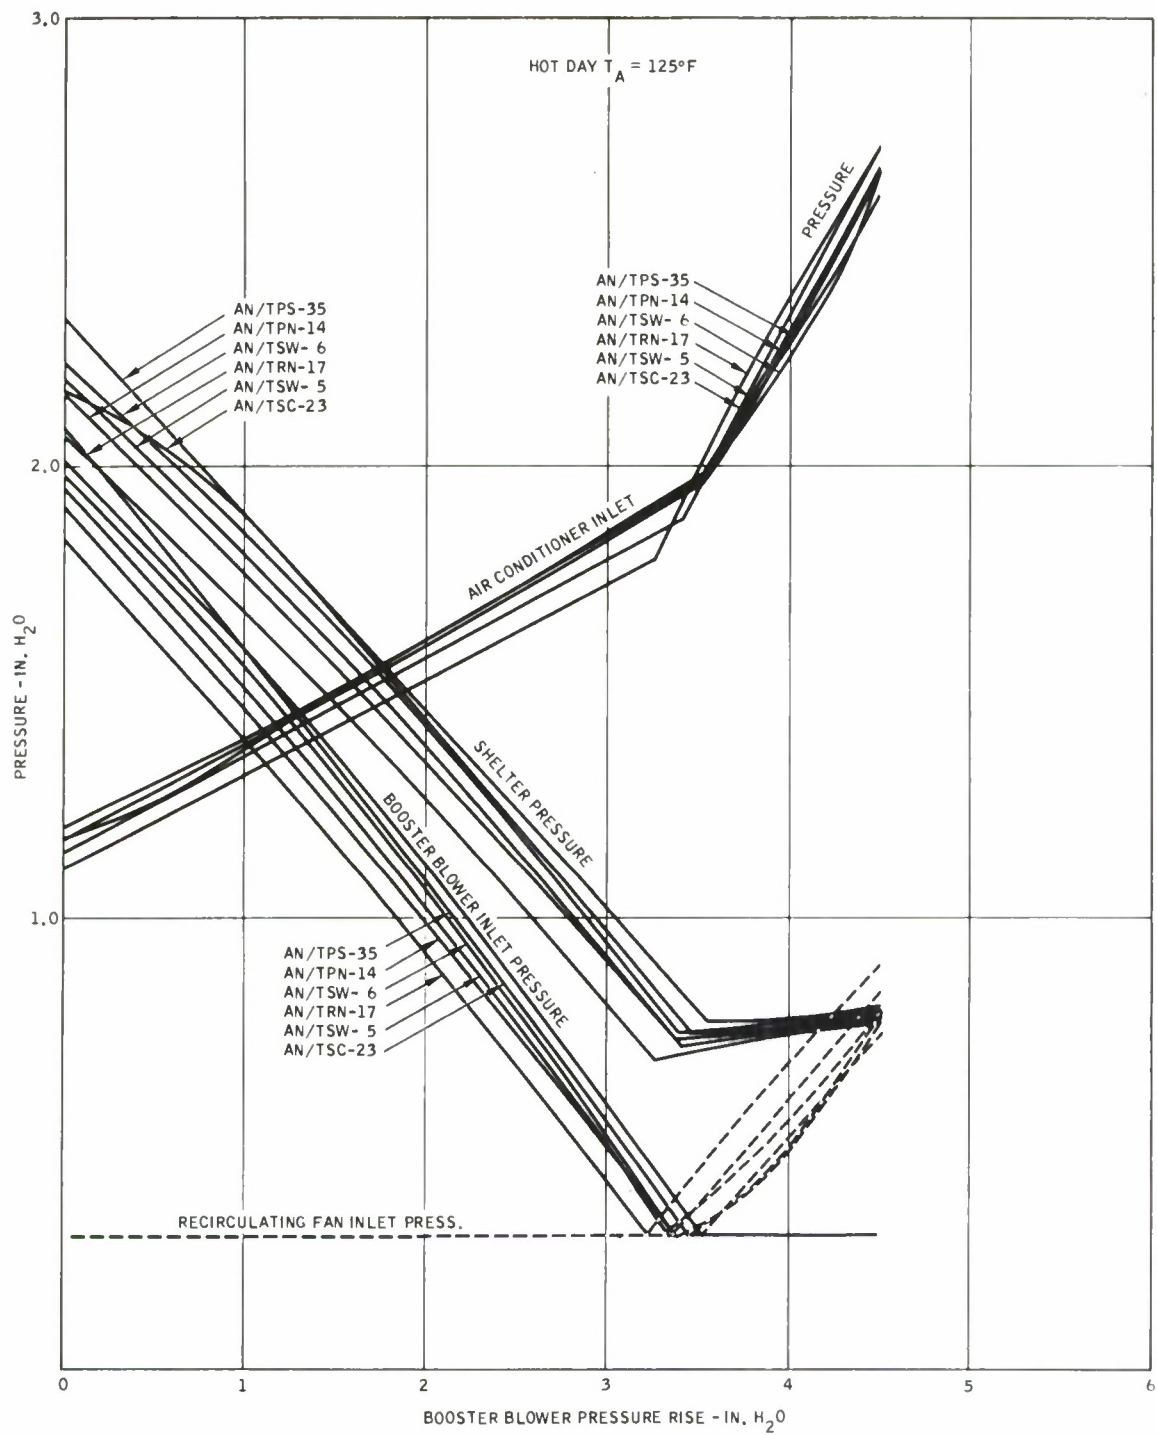 3.0
HOT DAY T_A = 125°F
PRESSURE
AN/TPS-35
AN/TPN-14
AN/TSW- 6
AN/TRN-17
AN/TSW- 5
AN/TSC-23
AN/TPS-35
AN/TPN-14
AN/TSW- 6
AN/TRN-17
AN/TSW- 5
AN/TSC-23
2.0
AIR CONDITIONER INLET
PRESSURE - IN. H₂O
SHELTER PRESSURE
BOOSTER BLOWER INLET PRESSURE
1.0
AN/TPS-35
AN/TPN-14
AN/TSW- 6
AN/TRN-17
AN/TSW- 5
AN/TSC-23
RECIRCULATING FAN INLET PRESS.
0 1 2 3 4 5 6
BOOSTER BLOWER PRESSURE RISE - IN. H₂O